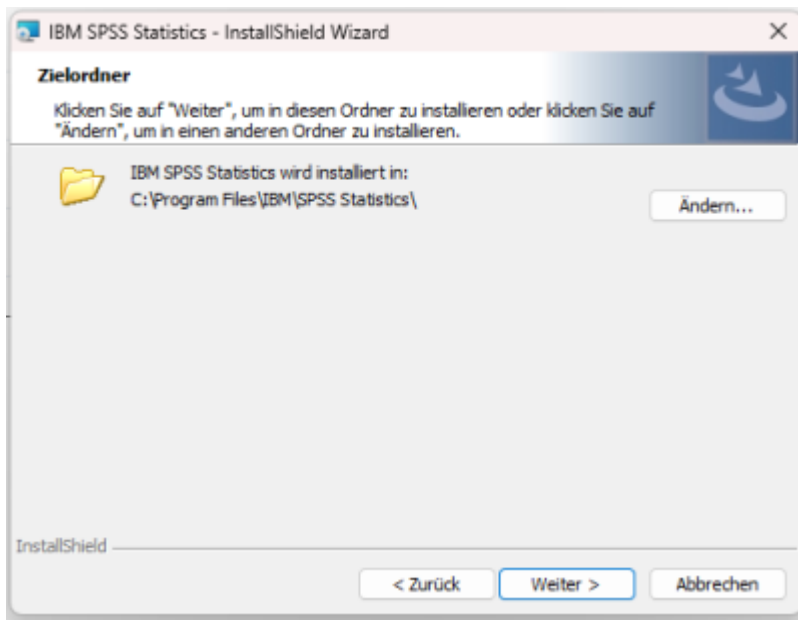 IBM SPSS Statistics - InstallShield Wizard
Zielordner
Klicken Sie auf "Weiter", um in diesen Ordner zu installieren oder klicken Sie auf
"Ändern", um in einen anderen Ordner zu installieren.
IBM SPSS Statistics wird installiert in:
C:\Program Files\IBM\SPSS Statistics\
Ändern...
InstallShield
< Zurück
Weiter >
Abbrechen